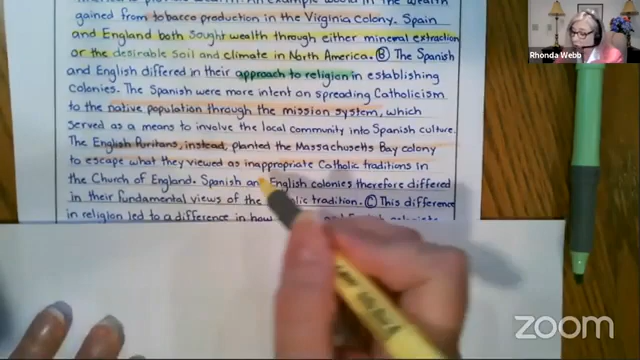 gained from tobacco production in the Virginia Colony. Spain
and England both sought wealth through either mineral extraction
or the desirable soil and climate in North America. Ⓑ The Spanish
and English differed in their approach to religion in establishing
colonies. The Spanish were more intent on spreading Catholicism
to the native population through the mission system, which
served as a means to involve the local community into Spanish culture.
The English Puritans, instead, planted the Massachusetts Bay colony
to escape what they viewed as inappropriate Catholic traditions in
the Church of England. Spanish and English colonies therefore differed
in their fundamental views of the tradition. Ⓒ This difference
in religion led to a difference in how
Rhonda Webb
zoom